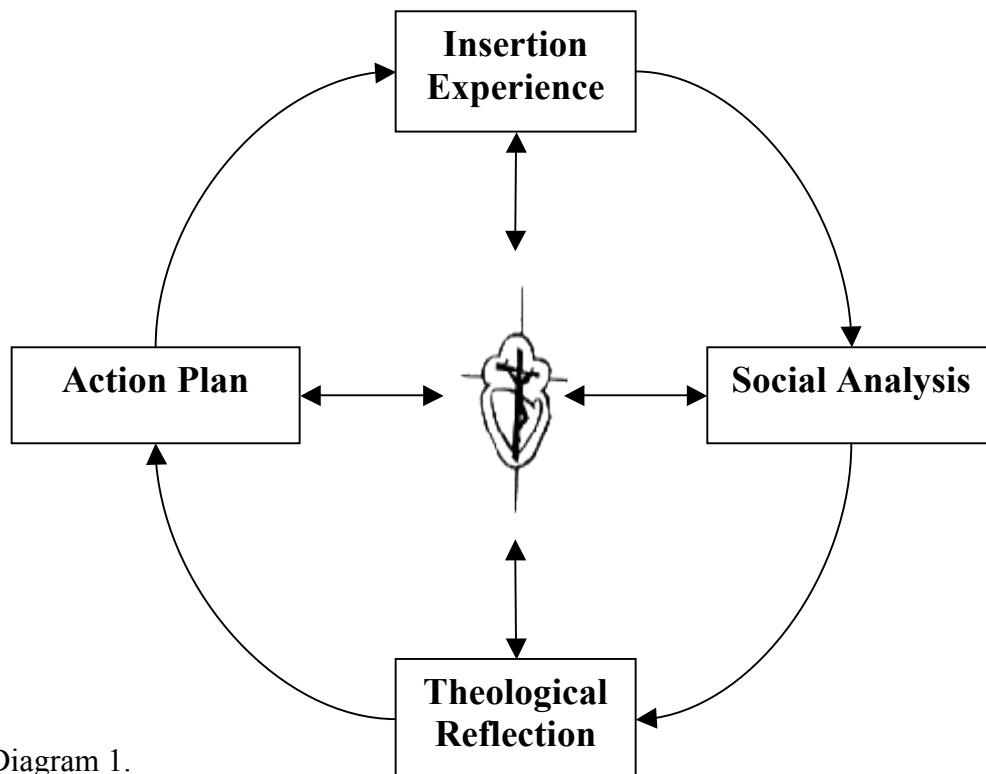 Insertion
Experience
Action Plan
Social Analysis
Theological
Reflection
Diagram 1.